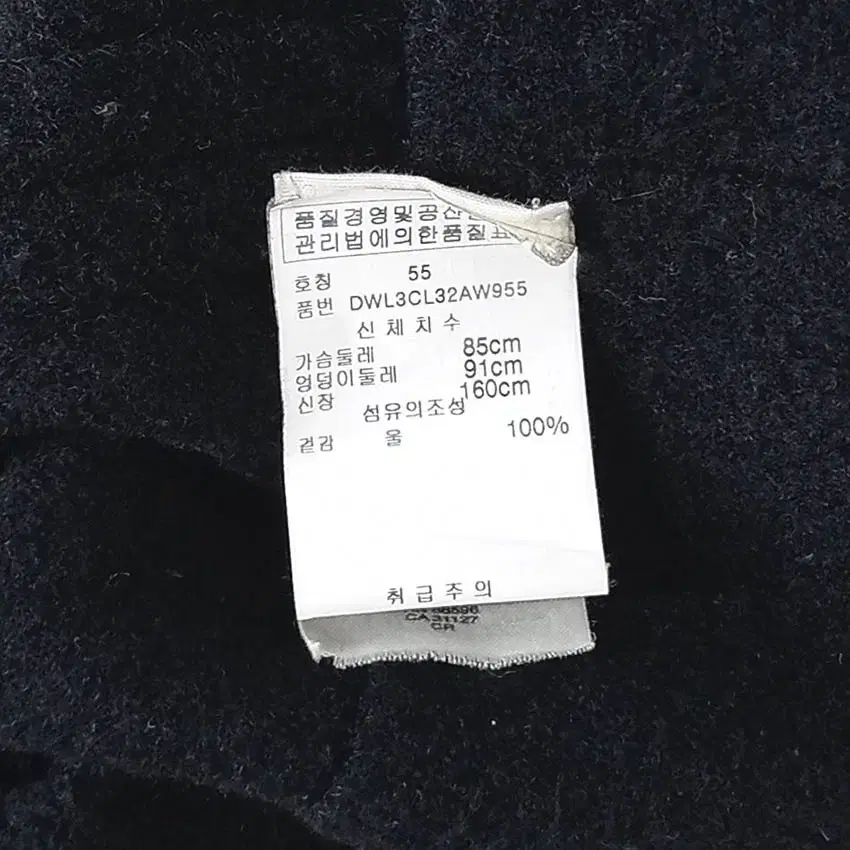 품질경영및공산
관리법에의한품질표
호칭 55
품번 DWL3CL32AW955
신체치수
가슴둘레 85cm
엉덩이둘레 91cm
신장 160cm
섬유의조성
겉감 울 100%
취급주의
CA 31127